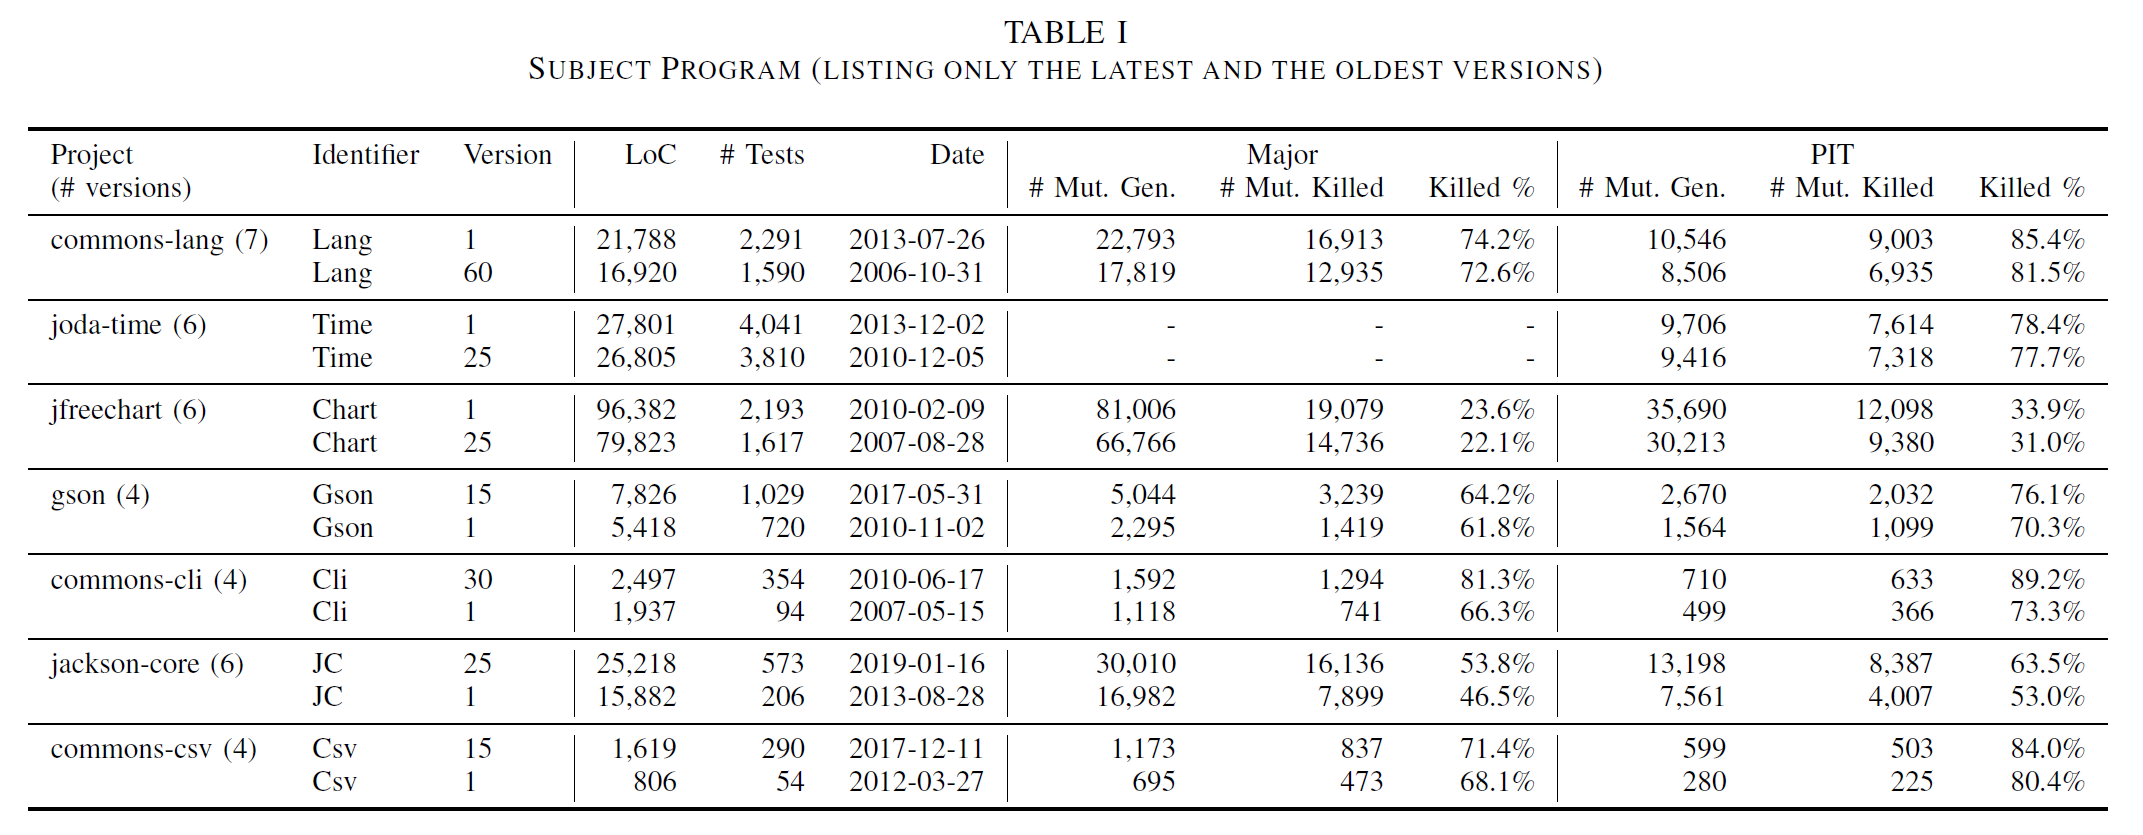 TABLE I
SUBJECT PROGRAM (LISTING ONLY THE LATEST AND THE OLDEST VERSIONS)
Project Identifier Version LoC # Tests Date Major PIT
(# versions) # Mut. Gen. # Mut. Killed Killed % # Mut. Gen. # Mut. Killed Killed %
commons-lang (7) Lang 1 21,788 2,291 2013-07-26 22,793 16,913 74.2% 10,546 9,003 85.4%
Lang 60 16,920 1,590 2006-10-31 17,819 12,935 72.6% 8,506 6,935 81.5%
joda-time (6) Time 1 27,801 4,041 2013-12-02 - - - 9,706 7,614 78.4%
Time 25 26,805 3,810 2010-12-05 - - - 9,416 7,318 77.7%
jfreechart (6) Chart 1 96,382 2,193 2010-02-09 81,006 19,079 23.6% 35,690 12,098 33.9%
Chart 25 79,823 1,617 2007-08-28 66,766 14,736 22.1% 30,213 9,380 31.0%
gson (4) Gson 15 7,826 1,029 2017-05-31 5,044 3,239 64.2% 2,670 2,032 76.1%
Gson 1 5,418 720 2010-11-02 2,295 1,419 61.8% 1,564 1,099 70.3%
commons-cli (4) Cli 30 2,497 354 2010-06-17 1,592 1,294 81.3% 710 633 89.2%
Cli 1 1,937 94 2007-05-15 1,118 741 66.3% 499 366 73.3%
jackson-core (6) JC 25 25,218 573 2019-01-16 30,010 16,136 53.8% 13,198 8,387 63.5%
JC 1 15,882 206 2013-08-28 16,982 7,899 46.5% 7,561 4,007 53.0%
commons-csv (4) Csv 15 1,619 290 2017-12-11 1,173 837 71.4% 599 503 84.0%
Csv 1 806 54 2012-03-27 695 473 68.1% 280 225 80.4%